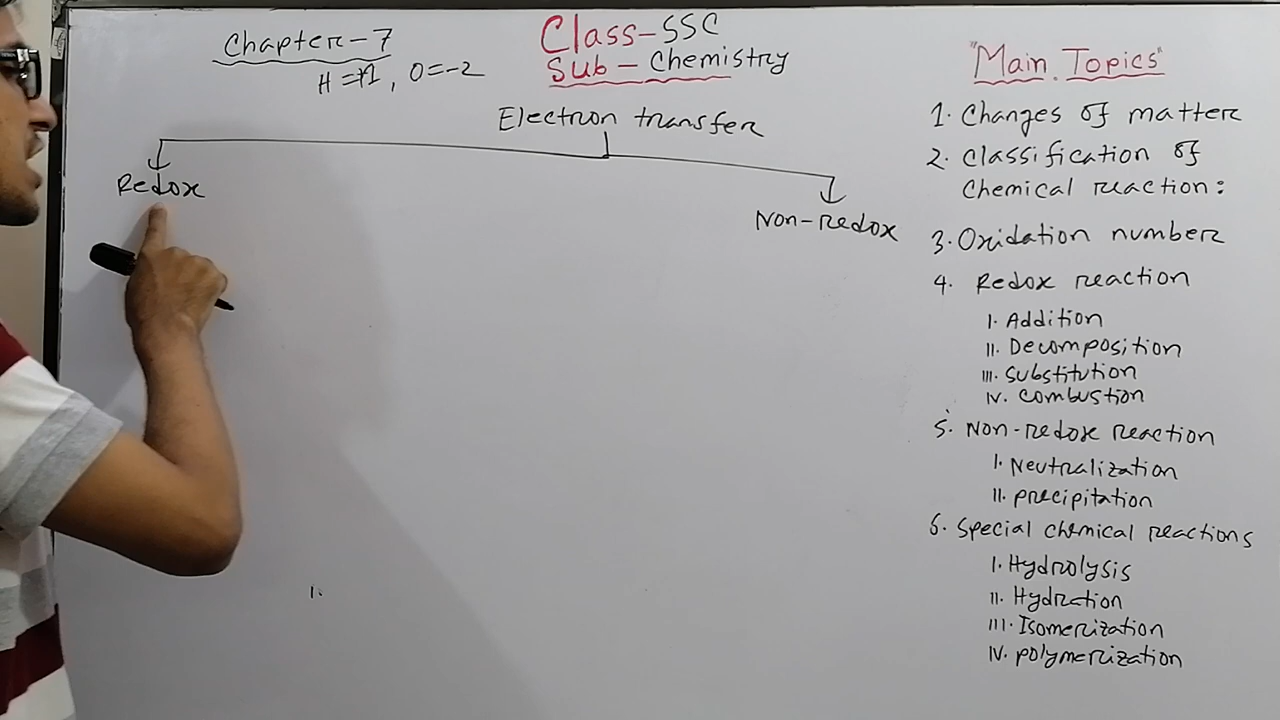 Chapter-7
H=+1, O=-2
Class-SSC
Sub-Chemistry
Electron transfer
Redox
Non-redox
1.
"Main Topics"
1. Changes of matter
2. Classification of
Chemical reaction:
3. Oxidation number
4. Redox reaction
I. Addition
II. Decomposition
III. Substitution
IV. Combustion
5. Non-redox reaction
I. Neutralization
II. precipitation
6. Special chemical reactions
I. Hydrolysis
II. Hydration
III. Isomerization
IV. polymerization